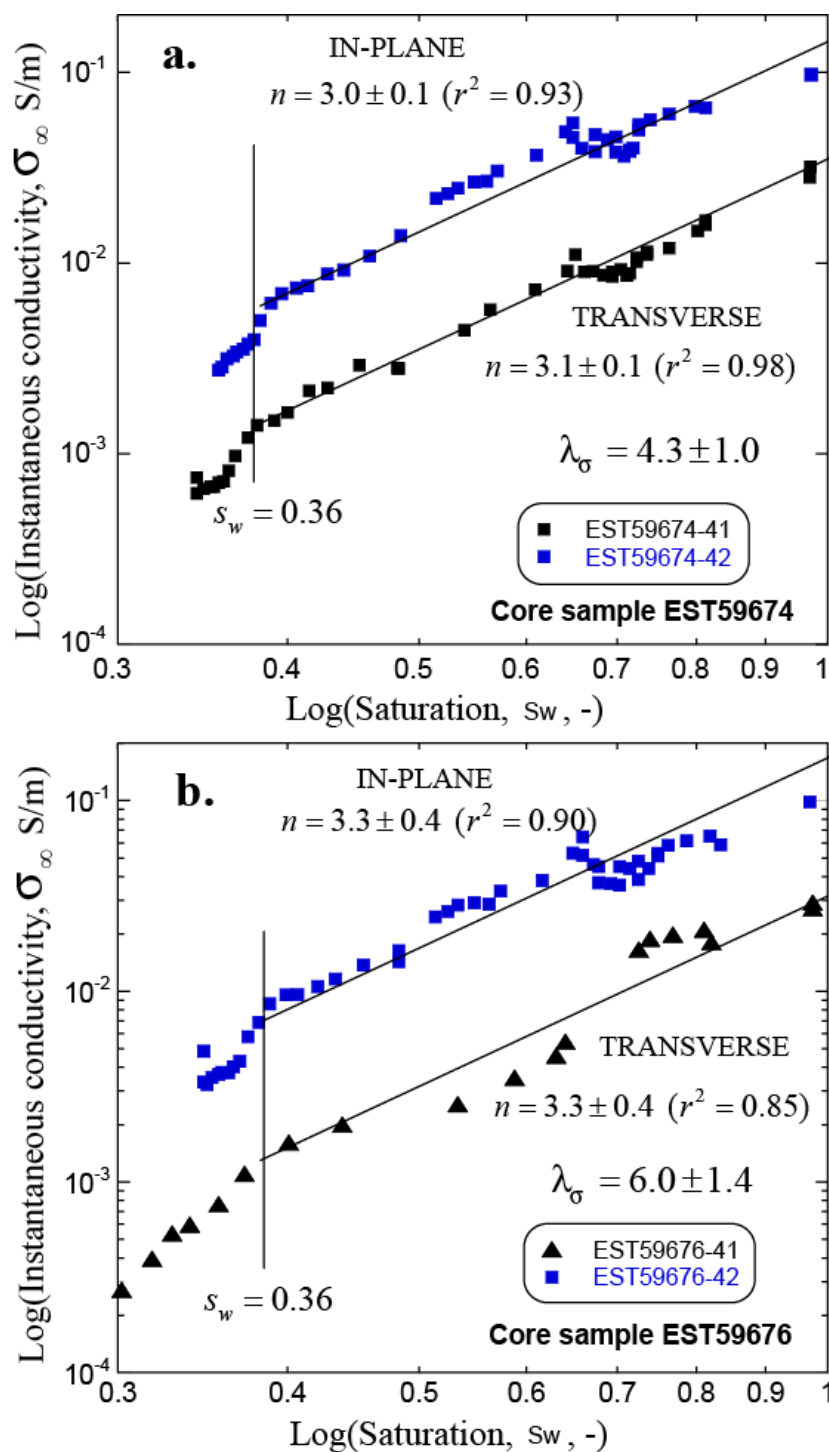 a.
IN-PLANE
n = 3.0 ± 0.1 (r² = 0.93)
10⁻¹
10⁻²
10⁻³
10⁻⁴
Log(Instantaneous conductivity, σ∞ S/m)
TRANSVERSE
n = 3.1 ± 0.1 (r² = 0.98)
λσ = 4.3 ± 1.0
s_w = 0.36
EST59674-41
EST59674-42
Core sample EST59674
0.3 0.4 0.5 0.6 0.7 0.8 0.9 1
Log(Saturation, Sw, -)
b.
IN-PLANE
n = 3.3 ± 0.4 (r² = 0.90)
10⁻¹
10⁻²
10⁻³
10⁻⁴
Log(Instantaneous conductivity, σ∞ S/m)
TRANSVERSE
n = 3.3 ± 0.4 (r² = 0.85)
λσ = 6.0 ± 1.4
s_w = 0.36
EST59676-41
EST59676-42
Core sample EST59676
0.3 0.4 0.5 0.6 0.7 0.8 0.9 1
Log(Saturation, Sw, -)